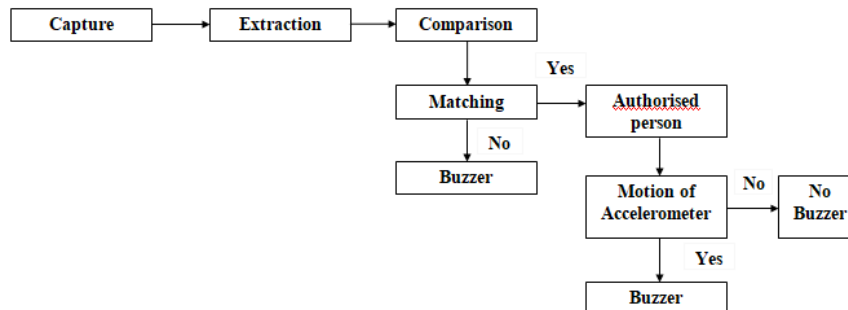 Capture
Extraction
Comparison
Yes
Matching
Authorised
person
No
Buzzer
Motion of
Accelerometer
No
No
Buzzer
Yes
Buzzer